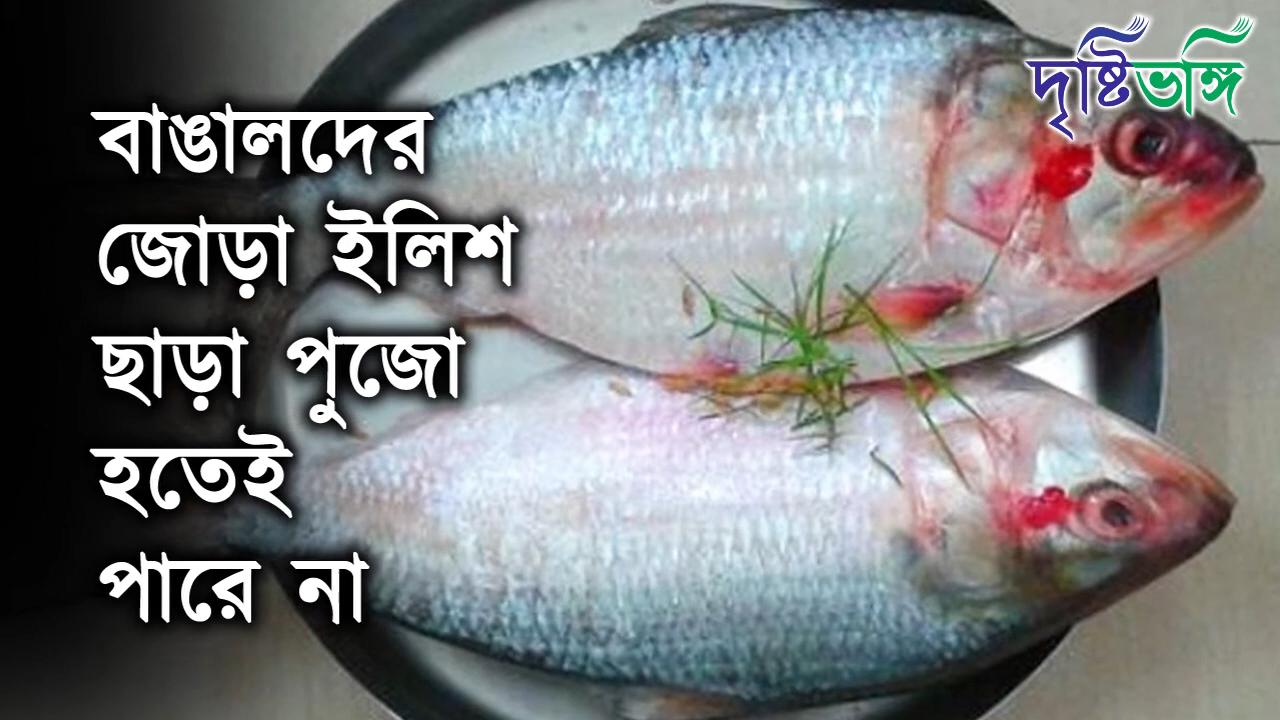 দৃষ্টিভঙ্গি
বাঙালদের
জোড়া ইলিশ
ছাড়া পুজো
হতেই
পারে না